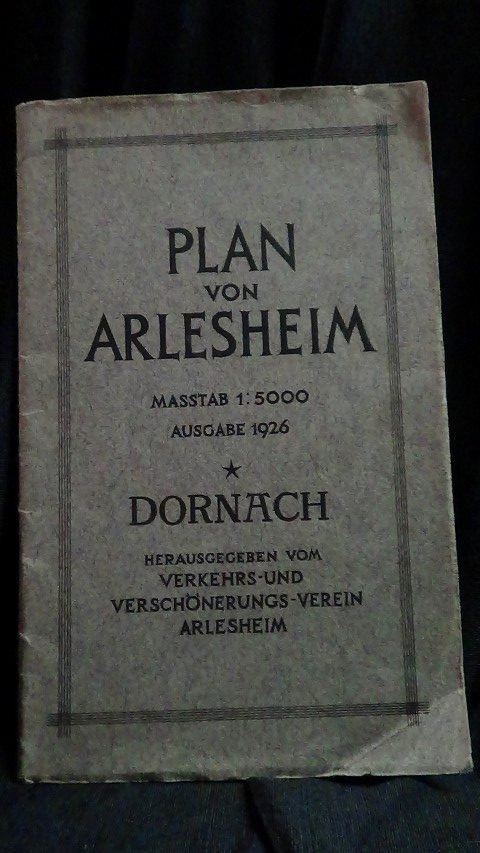 PLAN
VON
ARLESHEIM
MASSTAB 1:5000
AUSGABE 1926
★
DORNACH
HERAUSGEGEBEN VOM
VERKEHRS-UND
VERSCHÖNERUNGS-VEREIN
ARLESHEIM